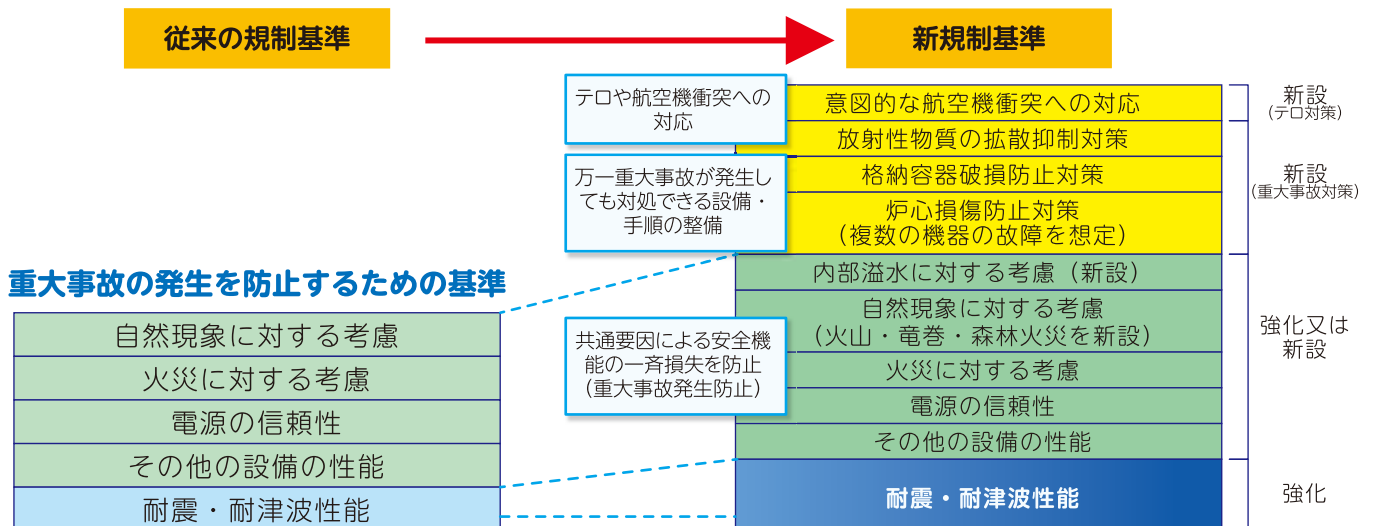 従来の規制基準
新規制基準
重大事故の発生を防止するための基準
自然現象に対する考慮
火災に対する考慮
電源の信頼性
その他の設備の性能
耐震・耐津波性能
テロや航空機衝突への
対応
万一重大事故が発生し
ても対処できる設備・
手順の整備
共通要因による安全機
能の一斉損失を防止
（重大事故発生防止）
意図的な航空機衝突への対応
放射性物質の拡散抑制対策
格納容器破損防止対策
炉心損傷防止対策
（複数の機器の故障を想定）
内部溢水に対する考慮（新設）
自然現象に対する考慮
（火山・竜巻・森林火災を新設）
火災に対する考慮
電源の信頼性
その他の設備の性能
耐震・耐津波性能
新設
（テロ対策）
新設
（重大事故対策）
強化又は
新設
強化